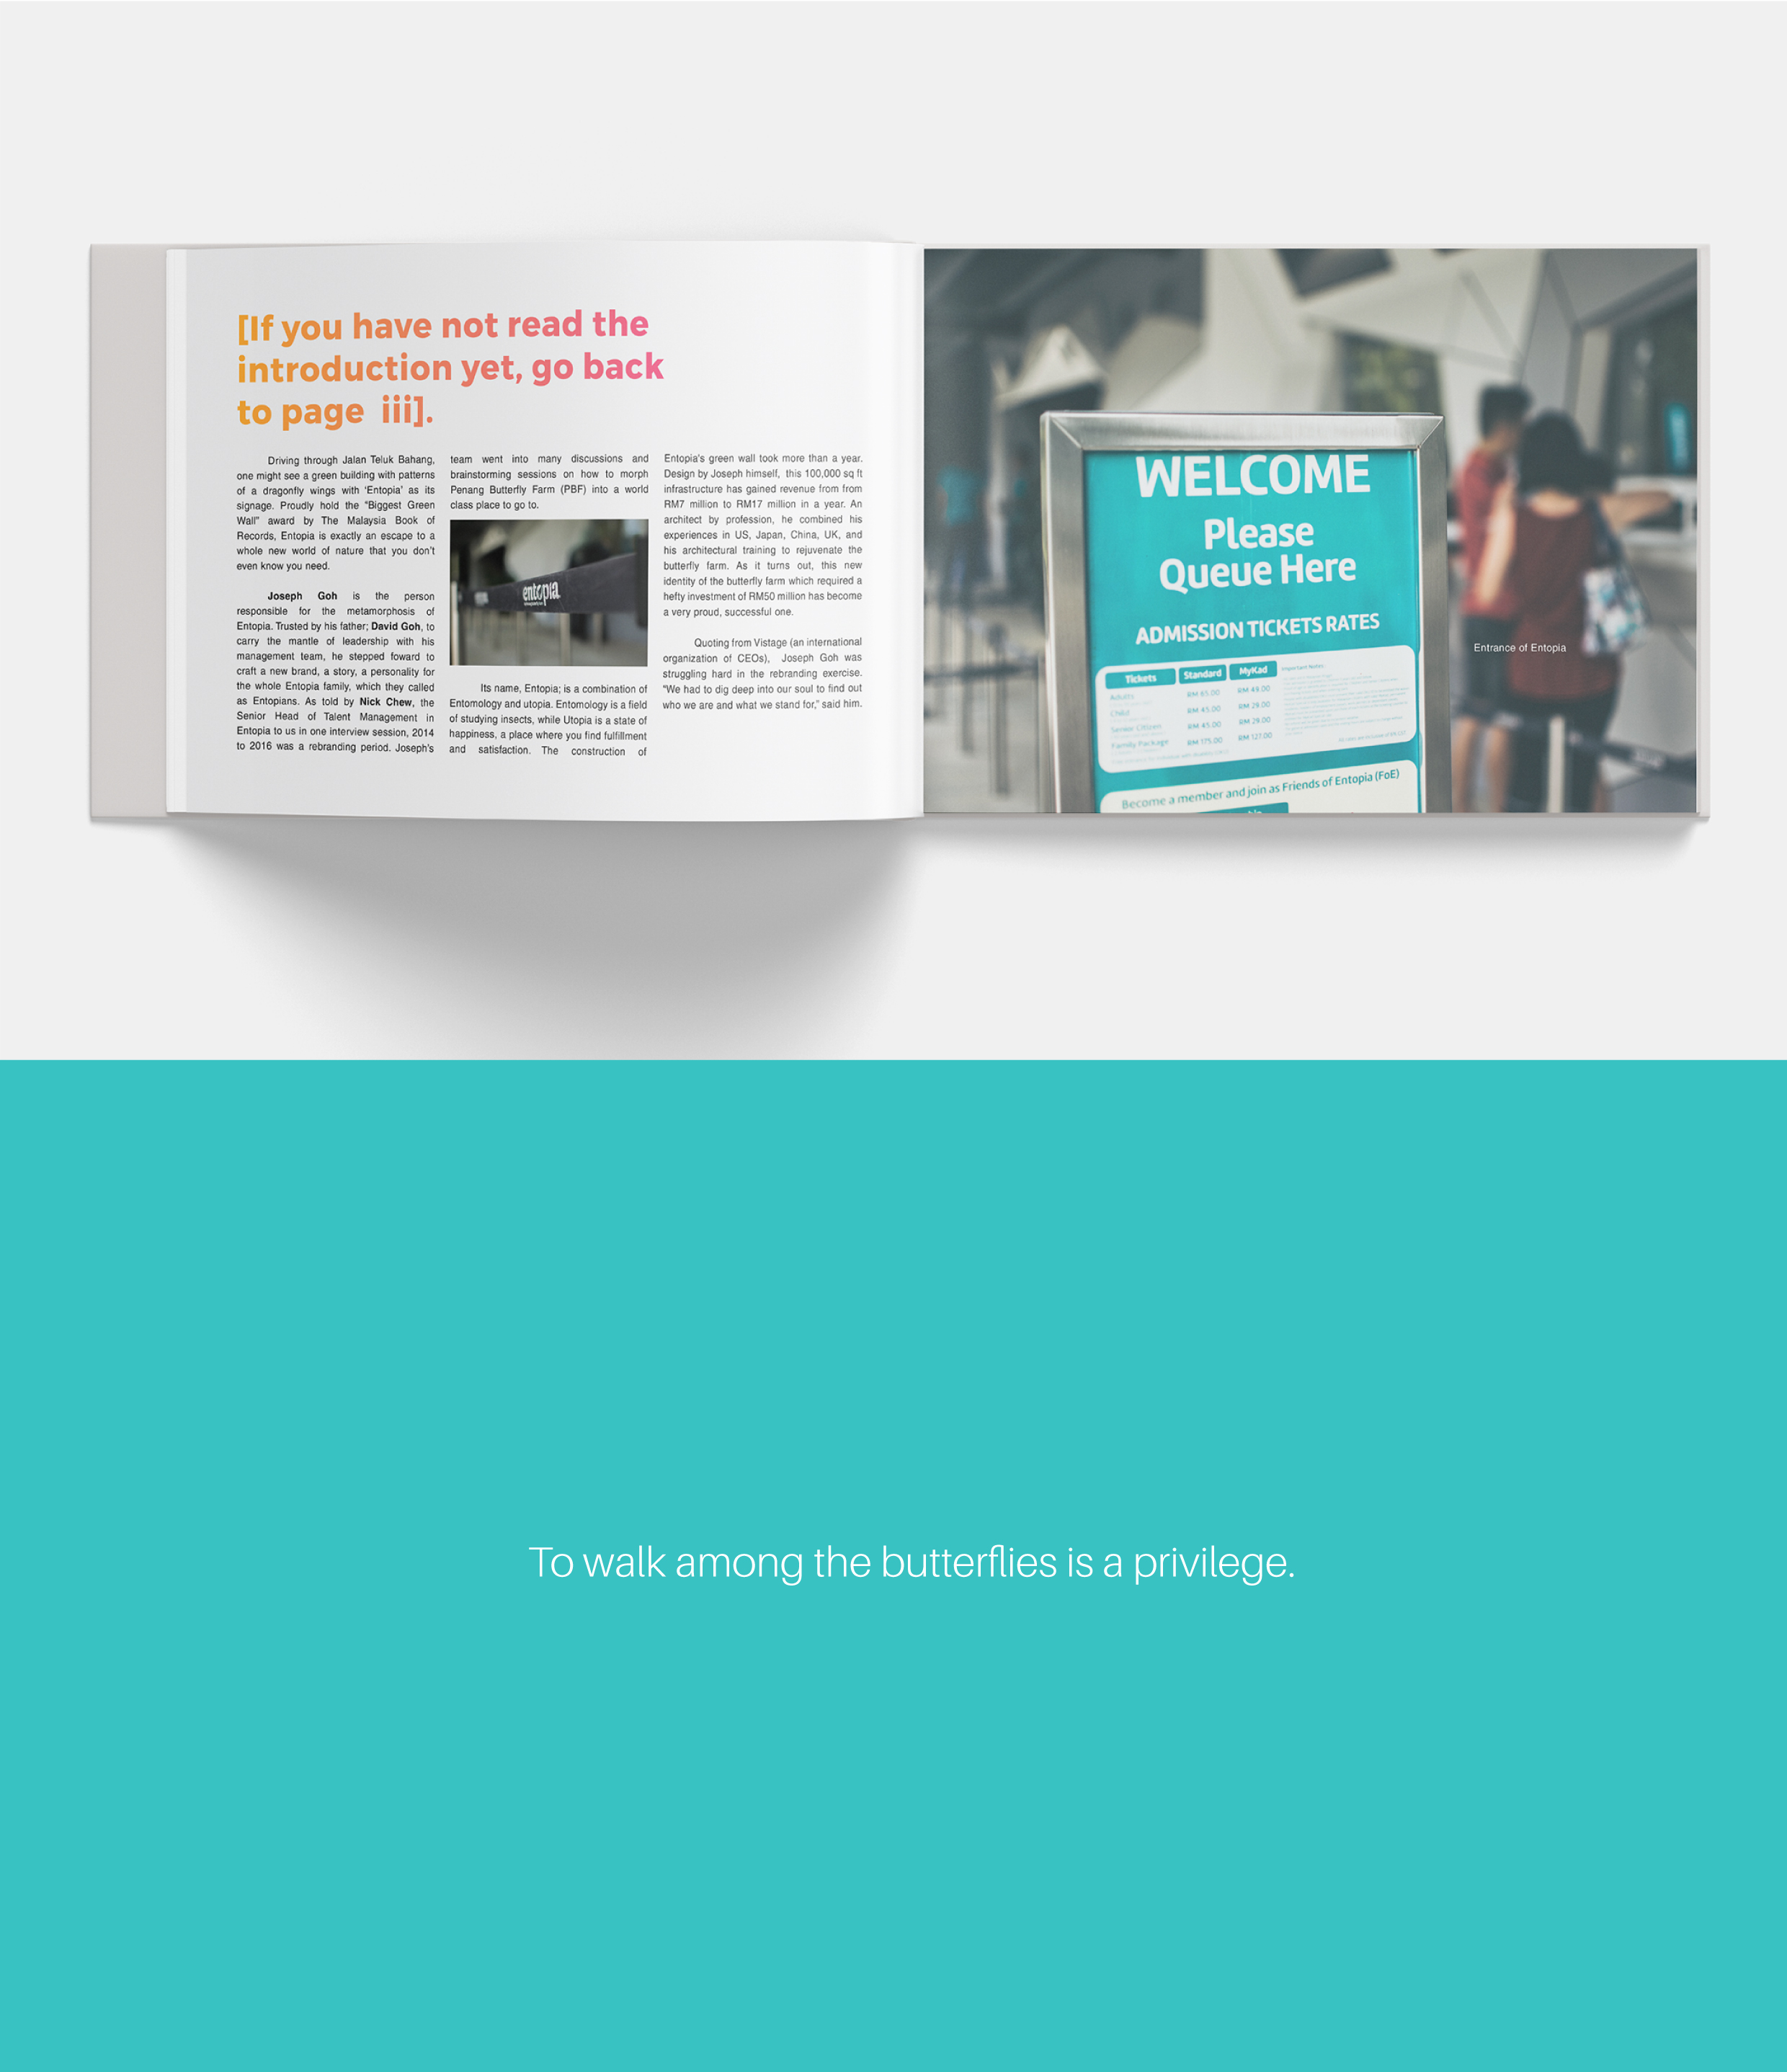 [If you have not read the
introduction yet, go back
to page iii].
Driving through Jalan Teluk Bahang,
one might see a green building with patterns
of a dragonfly wings with 'Entopia' as its
signage. Proudly hold the "Biggest Green
Wall" award by The Malaysia Book of
Records, Entopia is exactly an escape to a
whole new world of nature that you don't
even know you need.
Joseph Goh is the person
responsible for the metamorphosis of
Entopia. Trusted by his father; David Goh, to
carry the mantle of leadership with his
management team, he stepped foward to
craft a new brand, a story, a personality for
the whole Entopia family, which they called
as Entopians. As told by Nick Chew, the
Senior Head of Talent Management in
Entopia to us in one interview session, 2014
to 2016 was a rebranding period. Joseph's
team went into many discussions and
brainstorming sessions on how to morph
Penang Butterfly Farm (PBF) into a world
class place to go to.
entopia
Its name, Entopia; is a combination of
Entomology and utopia. Entomology is a field
of studying insects, while Utopia is a state of
happiness, a place where you find fulfillment
and satisfaction. The construction of
Entopia's green wall took more than a year.
Design by Joseph himself, this 100,000 sq ft
infrastructure has gained revenue from from
RM7 million to RM17 million in a year. An
architect by profession, he combined his
experiences in US, Japan, China, UK, and
his architectural training to rejuvenate the
butterfly farm. As it turns out, this new
identity of the butterfly farm which required a
hefty investment of RM50 million has become
a very proud, successful one.
Quoting from Vistage (an international
organization of CEOs), Joseph Goh was
struggling hard in the rebranding exercise.
"We had to dig deep into our soul to find out
who we are and what we stand for," said him.
WELCOME
Please
Queue Here
ADMISSION TICKETS RATES
Tickets Standard MyKad Important Notes:
Adults RM 65.00 RM 49.00
Child RM 45.00 RM 29.00
Senior Citizen RM 45.00 RM 29.00
Family Package RM 175.00 RM 127.00
Become a member and join as Friends of Entopia (FoE)
Entrance of Entopia
To walk among the butterflies is a privilege.